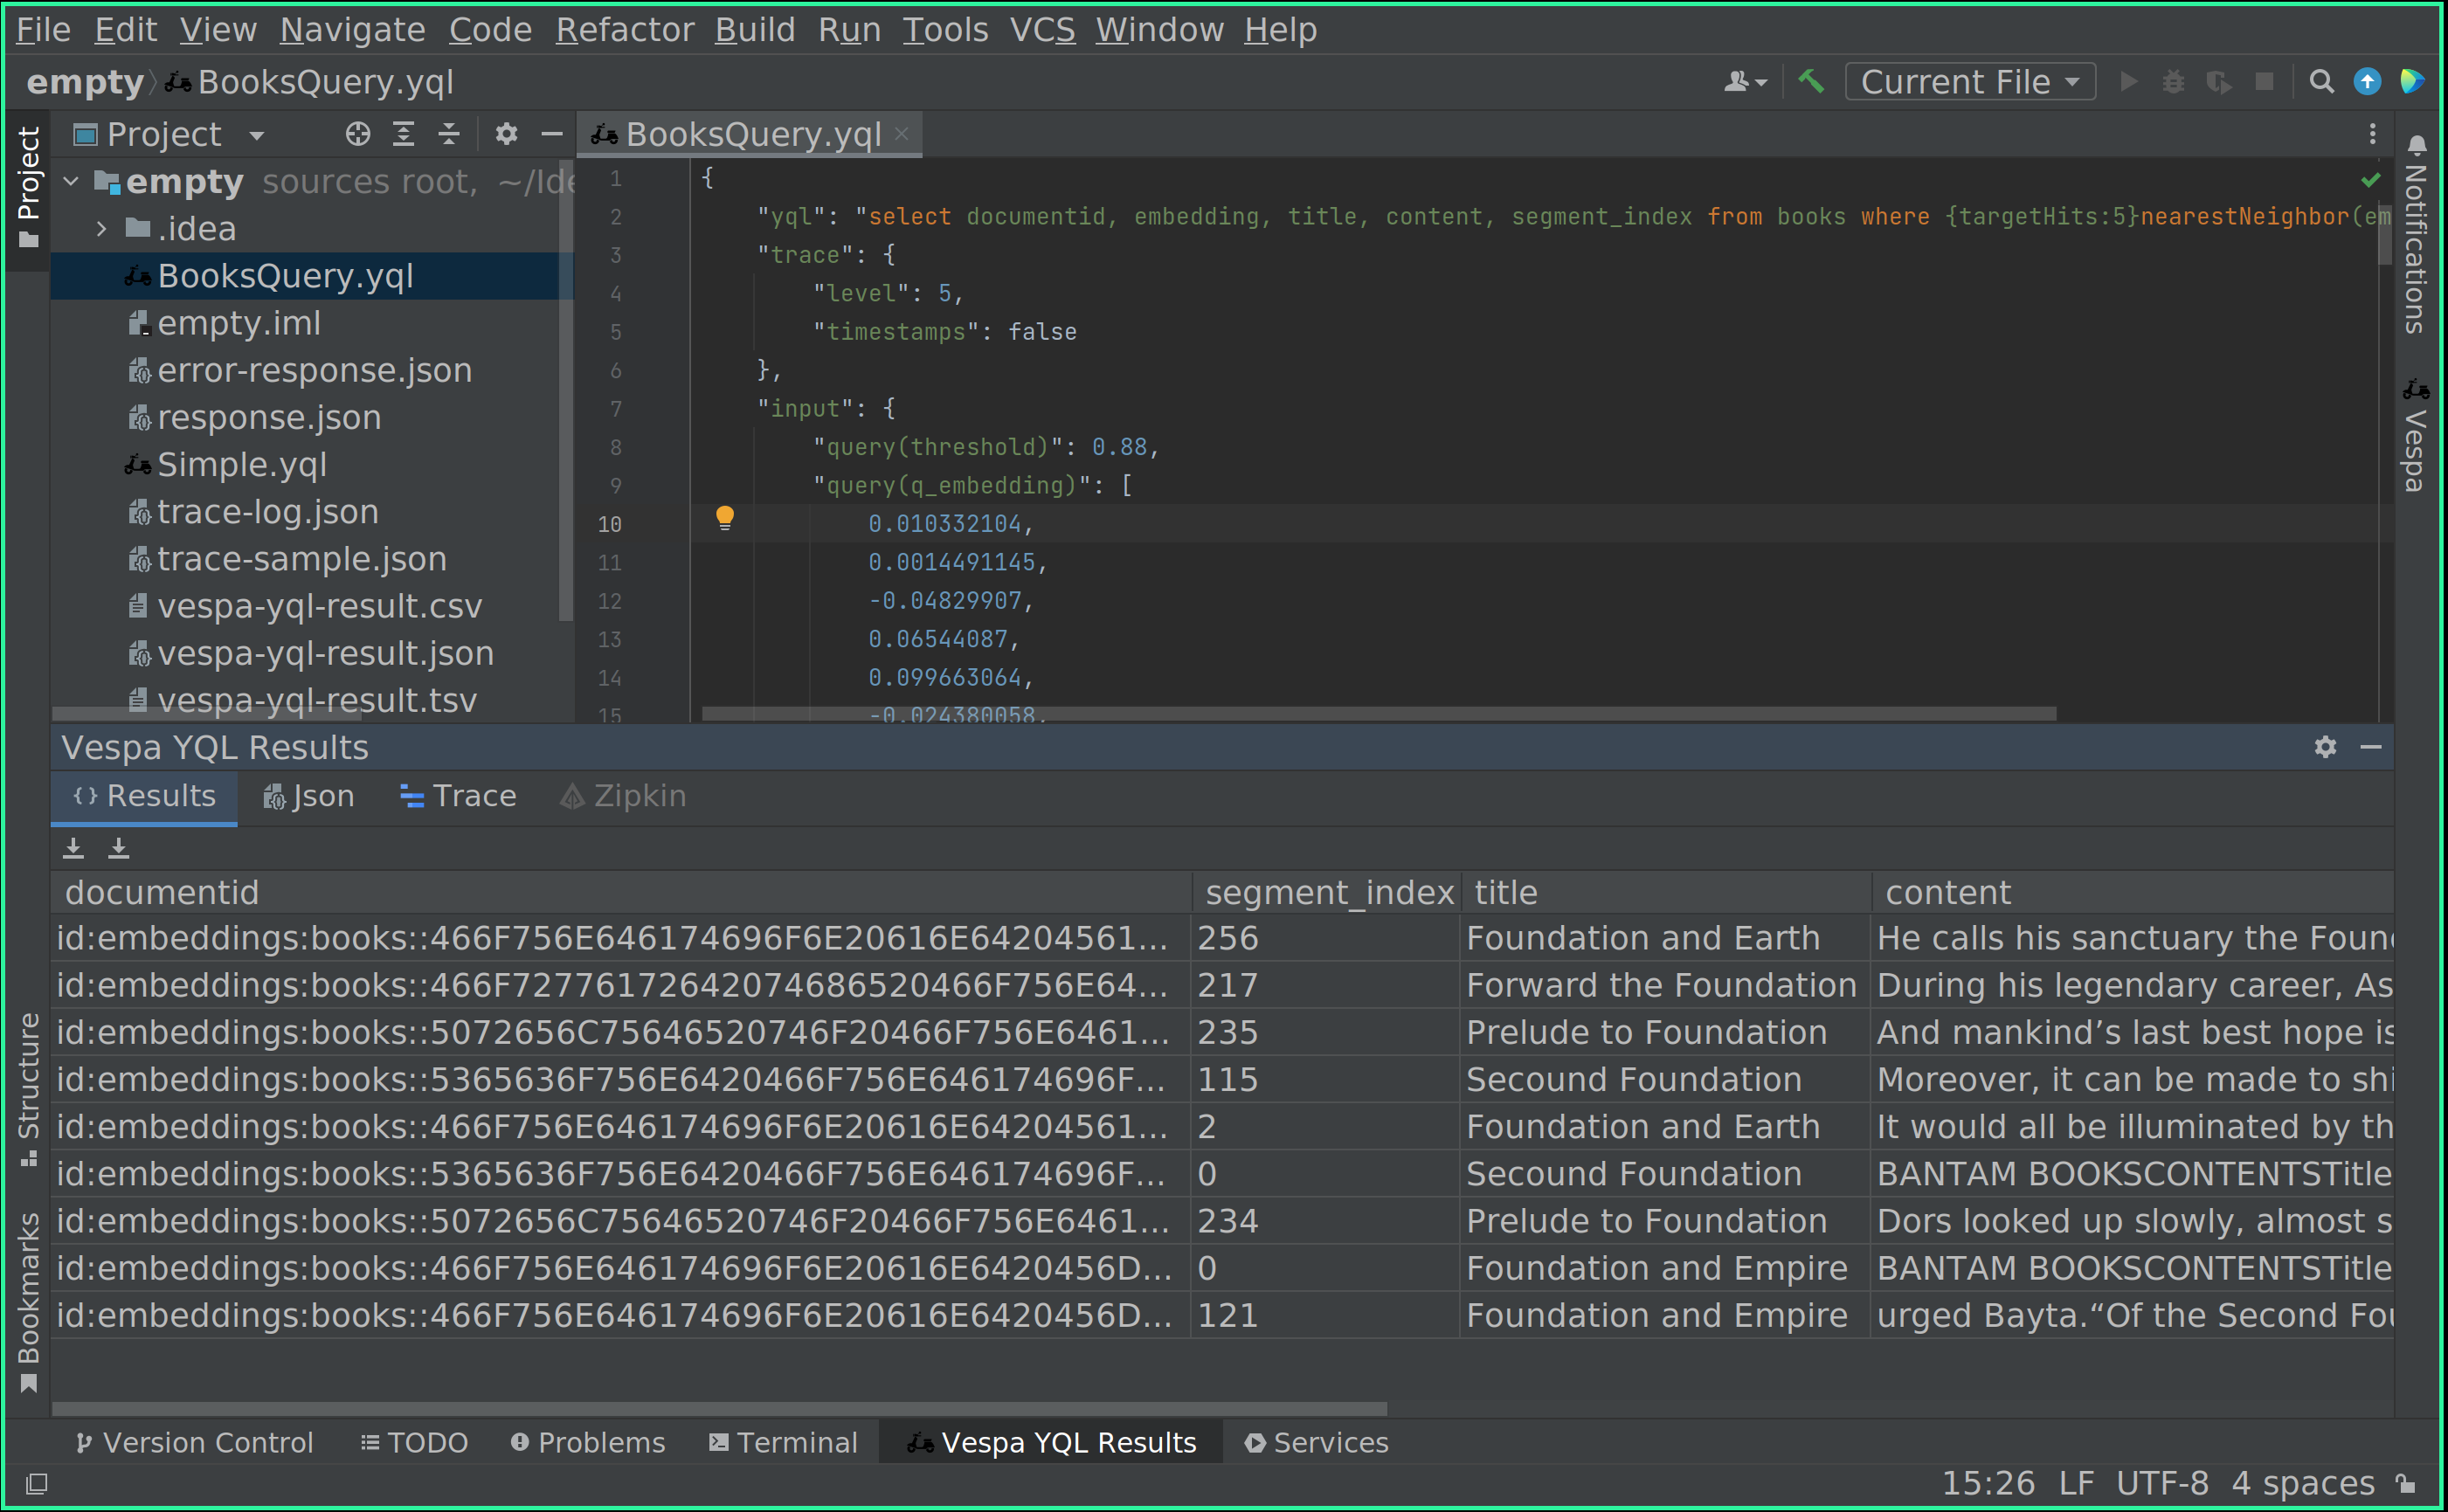 File Edit View Navigate Code Refactor Build Run Tools VCS Window Help
empty BooksQuery.yql
Current File
Project
Project
BooksQuery.yql
empty sources root, ~/Ide
.idea
BooksQuery.yql
empty.iml
error-response.json
response.json
Simple.yql
trace-log.json
trace-sample.json
vespa-yql-result.csv
vespa-yql-result.json
vespa-yql-result.tsv
1 {
2 "yql": "select documentid, embedding, title, content, segment_index from books where {targetHits:5}nearestNeighbor(em
3 "trace": {
4 "level": 5,
5 "timestamps": false
6 },
7 "input": {
8 "query(threshold)": 0.88,
9 "query(q_embedding)": [
10 0.010332104,
11 0.0014491145,
12 -0.04829907,
13 0.06544087,
14 0.099663064,
15 -0.024380058,
Notifications
Vespa
Vespa YQL Results
Results Json Trace Zipkin
documentid segment_index title content
id:embeddings:books::466F756E646174696F6E20616E64204561... 256 Foundation and Earth He calls his sanctuary the Found
id:embeddings:books::466F72776172642074686520466F756E64... 217 Forward the Foundation During his legendary career, As
id:embeddings:books::5072656C75646520746F20466F756E6461... 235 Prelude to Foundation And mankind’s last best hope is
id:embeddings:books::5365636F756E6420466F756E646174696F... 115 Secound Foundation Moreover, it can be made to shi
id:embeddings:books::466F756E646174696F6E20616E64204561... 2 Foundation and Earth It would all be illuminated by th
id:embeddings:books::5365636F756E6420466F756E646174696F... 0 Secound Foundation BANTAM BOOKSCONTENTSTitle
id:embeddings:books::5072656C75646520746F20466F756E6461... 234 Prelude to Foundation Dors looked up slowly, almost s
id:embeddings:books::466F756E646174696F6E20616E6420456D... 0 Foundation and Empire BANTAM BOOKSCONTENTSTitle
id:embeddings:books::466F756E646174696F6E20616E6420456D... 121 Foundation and Empire urged Bayta.“Of the Second Fou
Structure
Bookmarks
Version Control TODO Problems Terminal Vespa YQL Results Services
15:26 LF UTF-8 4 spaces